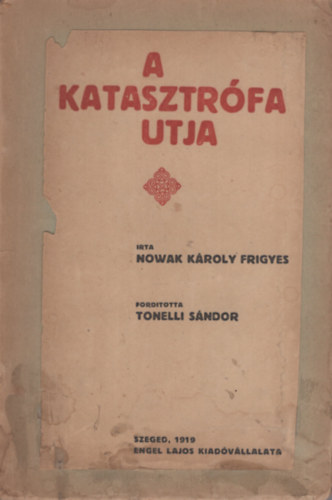 A
KATASZTRÓFA
UTJA
IRTA
NOWAK KÁROLY FRIGYES
FORDITOTTA
TONELLI SÁNDOR
SZEGED, 1919
ENGEL LAJOS KIADÓVÁLLALATA